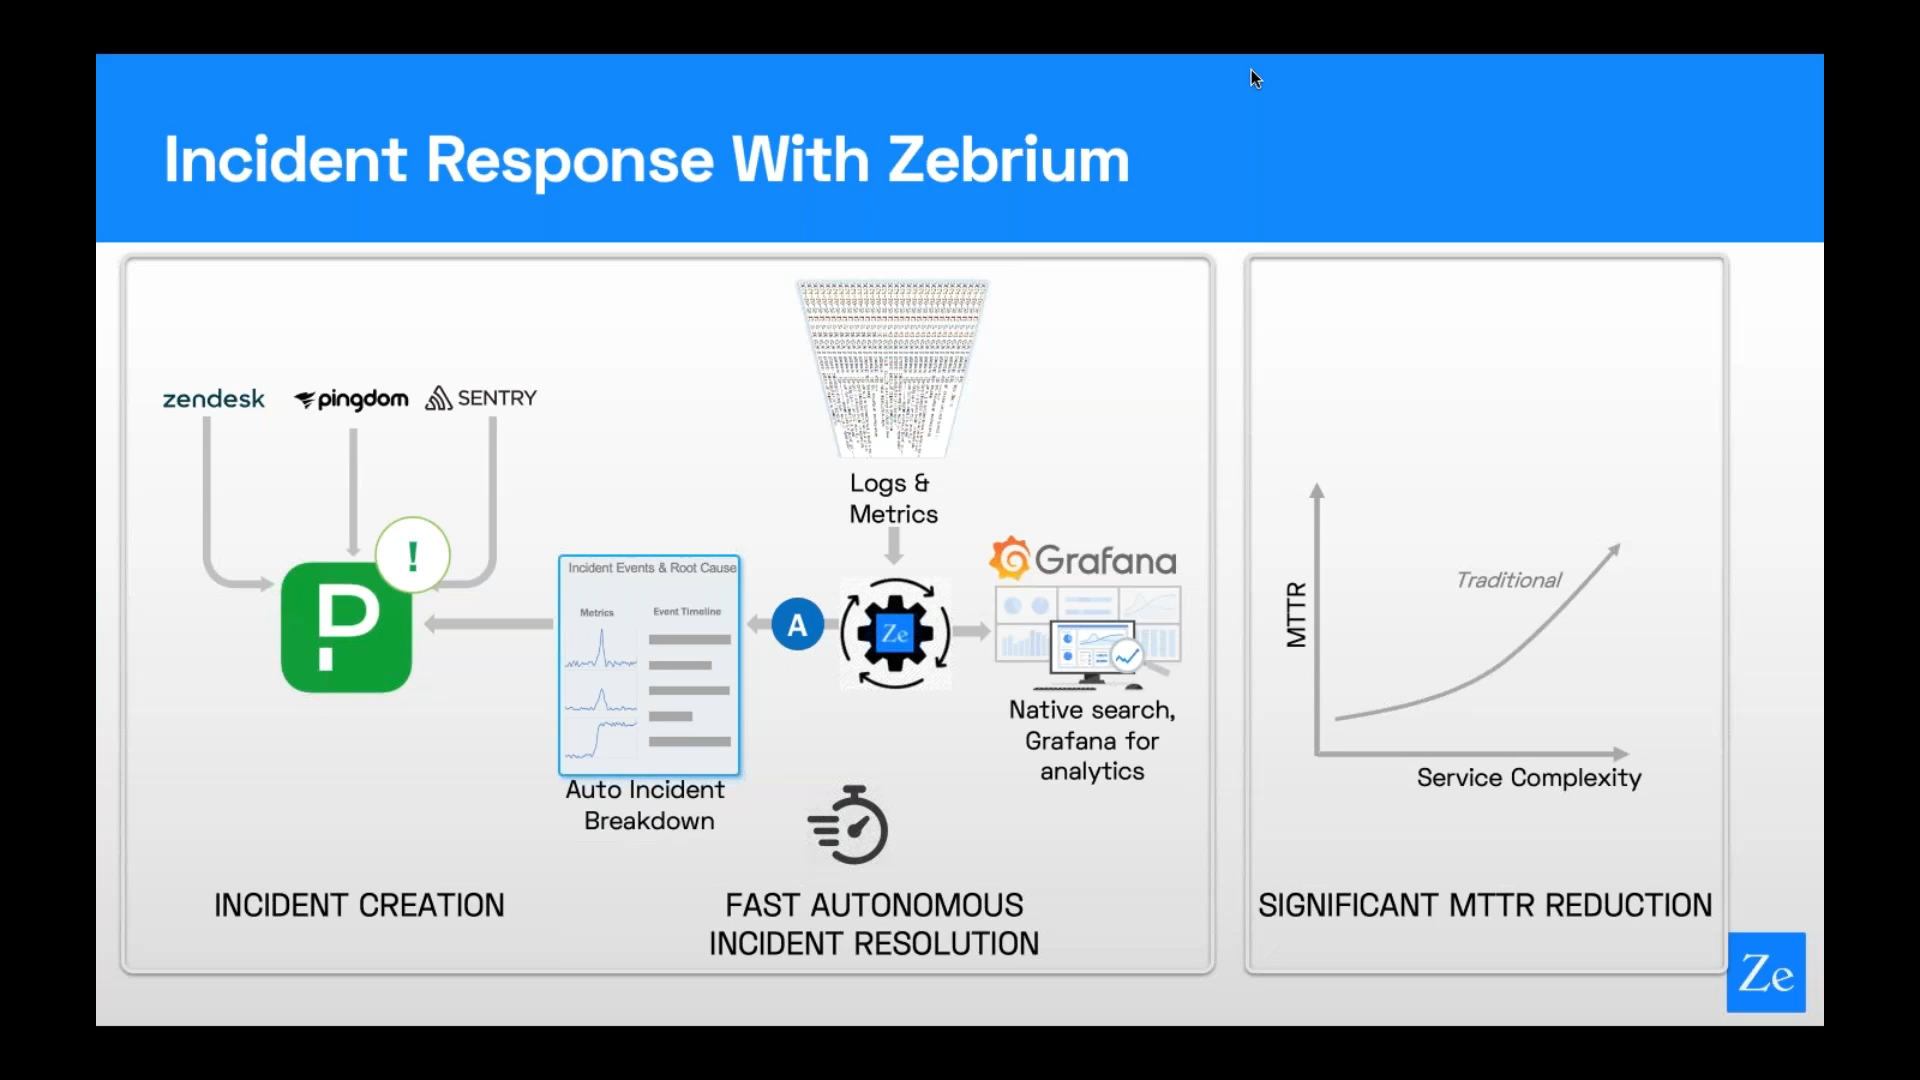 Incident Response With Zebrium
zendesk
pingdom
SENTRY
!
P
Incident Events & Root Cause
Metrics
Event Timeline
Auto Incident
Breakdown
A
Logs &
Metrics
Ze
Grafana
Native search,
Grafana for
analytics
INCIDENT CREATION
FAST AUTONOMOUS
INCIDENT RESOLUTION
MTTR
Traditional
Service Complexity
SIGNIFICANT MTTR REDUCTION
Ze